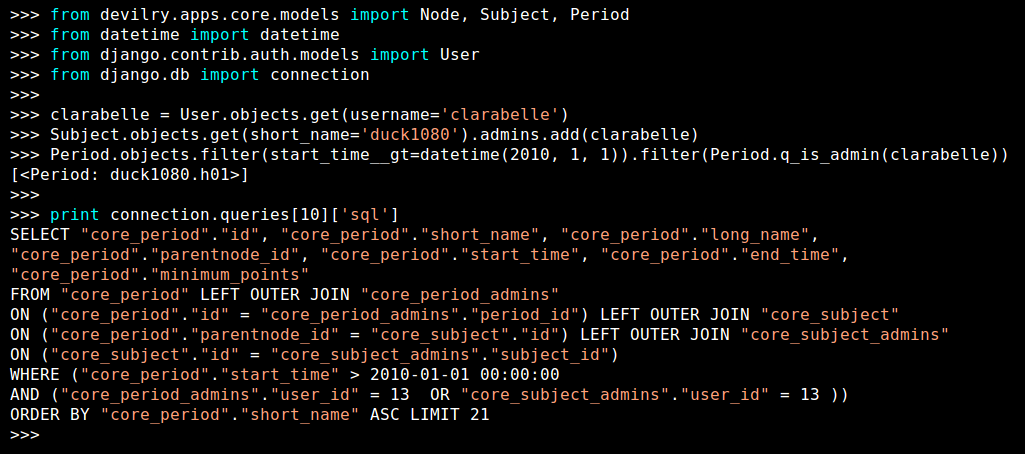 >>> from devilry.apps.core.models import Node, Subject, Period
>>> from datetime import datetime
>>> from django.contrib.auth.models import User
>>> from django.db import connection
>>>
>>> clarabelle = User.objects.get(username='clarabelle')
>>> Subject.objects.get(short_name='duck1080').admins.add(clarabelle)
>>> Period.objects.filter(start_time__gt=datetime(2010, 1, 1)).filter(Period.q_is_admin(clarabelle))
[<Period: duck1080.h01>]
>>>
>>> print connection.queries[10]['sql']
SELECT "core_period"."id", "core_period"."short_name", "core_period"."long_name",
"core_period"."parentnode_id", "core_period"."start_time", "core_period"."end_time",
"core_period"."minimum_points"
FROM "core_period" LEFT OUTER JOIN "core_period_admins"
ON ("core_period"."id" = "core_period_admins"."period_id") LEFT OUTER JOIN "core_subject"
ON ("core_period"."parentnode_id" = "core_subject"."id") LEFT OUTER JOIN "core_subject_admins"
ON ("core_subject"."id" = "core_subject_admins"."subject_id")
WHERE ("core_period"."start_time" > 2010-01-01 00:00:00
AND ("core_period_admins"."user_id" = 13  OR "core_subject_admins"."user_id" = 13 ))
ORDER BY "core_period"."short_name" ASC LIMIT 21
>>>